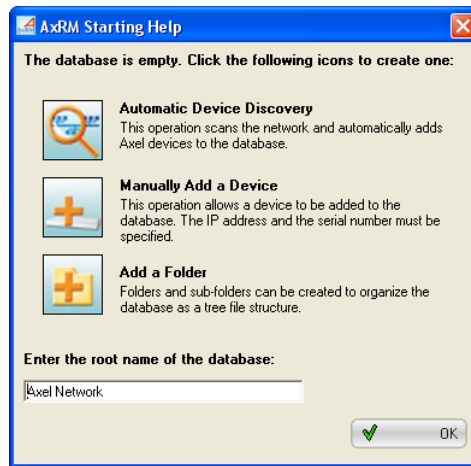 AxRM Starting Help
The database is empty. Click the following icons to create one:
Automatic Device Discovery
This operation scans the network and automatically adds
Axel devices to the database.
Manually Add a Device
This operation allows a device to be added to the
database. The IP address and the serial number must be
specified.
Add a Folder
Folders and sub-folders can be created to organize the
database as a tree file structure.
Enter the root name of the database:
Axel Network
OK